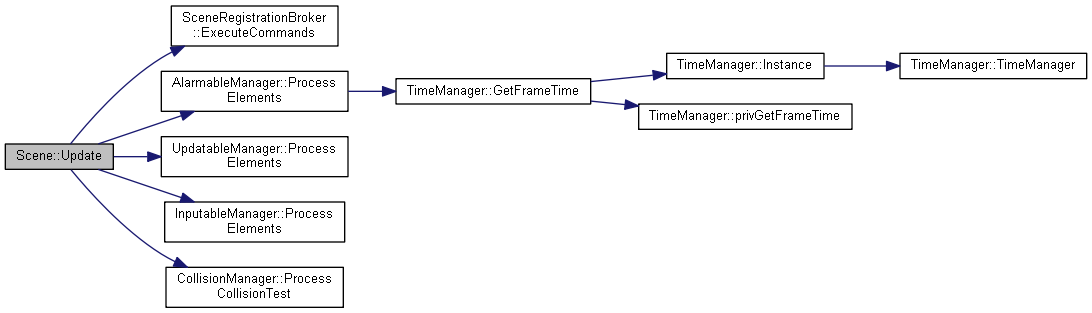 SceneRegistrationBroker
::ExecuteCommands
AlarmableManager::Process
Elements
TimeManager::GetFrameTime
TimeManager::Instance
TimeManager::TimeManager
TimeManager::privGetFrameTime
Scene::Update
UpdatableManager::Process
Elements
InputableManager::Process
Elements
CollisionManager::Process
CollisionTest